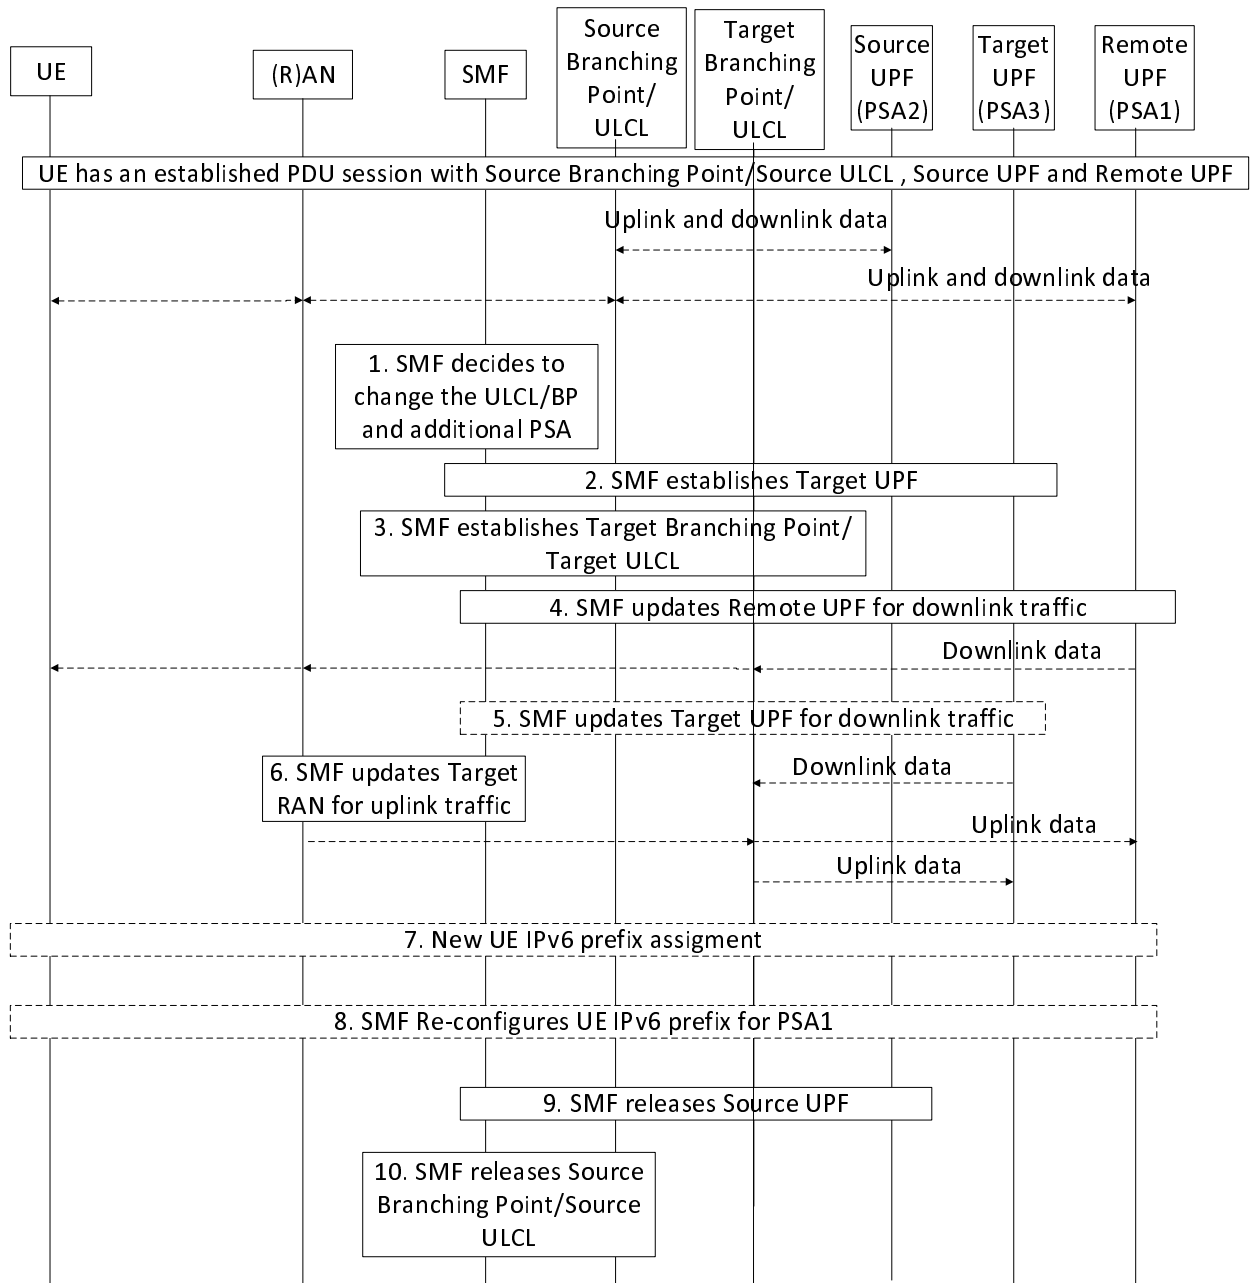 UE
(R)AN
SMF
Source
Branching
Point/
ULCL
Target
Branching
Point/
ULCL
Source
UPF
(PSA2)
Target
UPF
(PSA3)
Remote
UPF
(PSA1)
UE has an established PDU session with Source Branching Point/Source ULCL , Source UPF and Remote UPF
Uplink and downlink data
Uplink and downlink data
1. SMF decides to
change the ULCL/BP
and additional PSA
2. SMF establishes Target UPF
3. SMF establishes Target Branching Point/
Target ULCL
4. SMF updates Remote UPF for downlink traffic
Downlink data
5. SMF updates Target UPF for downlink traffic
6. SMF updates Target
RAN for uplink traffic
Downlink data
Uplink data
Uplink data
7. New UE IPv6 prefix assigment
8. SMF Re-configures UE IPv6 prefix for PSA1
9. SMF releases Source UPF
10. SMF releases Source
Branching Point/Source
ULCL